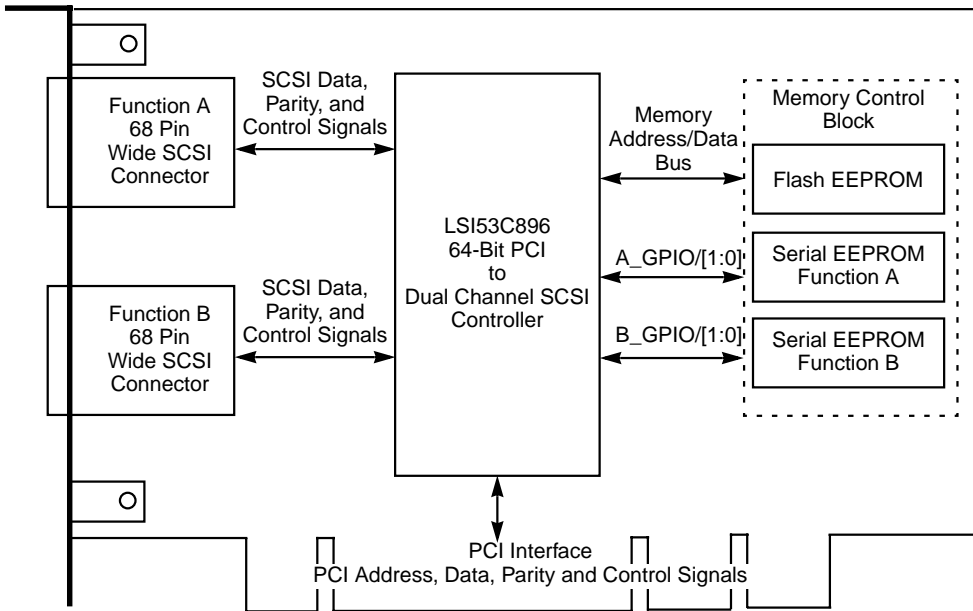 Function A
68 Pin
Wide SCSI
Connector
SCSI Data,
Parity, and
Control Signals
Function B
68 Pin
Wide SCSI
Connector
SCSI Data,
Parity, and
Control Signals
LSI53C896
64-Bit PCI
to
Dual Channel SCSI
Controller
Memory
Address/Data
Bus
A_GPIO/[1:0]
B_GPIO/[1:0]
Memory Control
Block
Flash EEPROM
Serial EEPROM
Function A
Serial EEPROM
Function B
PCI Interface
PCI Address, Data, Parity and Control Signals